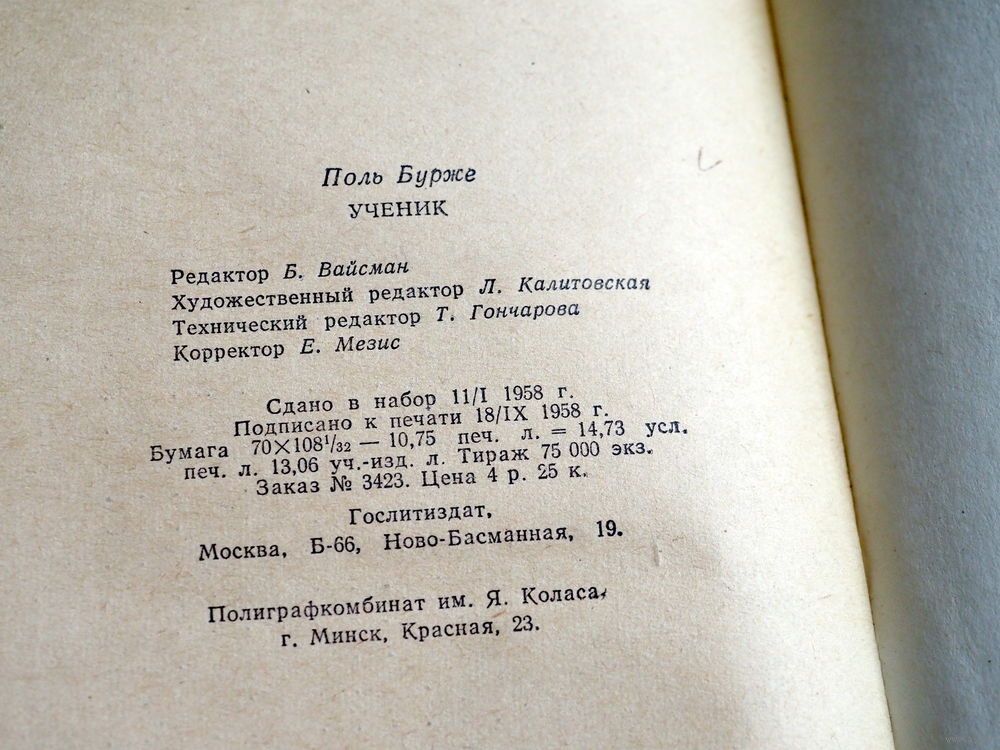 Поль Бурже
УЧЕНИК
Редактор Б. Вайсман
Художественный редактор Л. Калитовская
Технический редактор Т. Гончарова
Корректор Е. Мезис
Сдано в набор 11/I 1958 г.
Подписано к печати 18/IX 1958 г.
Бумага 70×108¹/₃₂ — 10,75 печ. л. = 14,73 усл.
печ. л. 13,06 уч.-изд. л. Тираж 75 000 экз.
Заказ № 3423. Цена 4 р. 25 к.
Гослитиздат,
Москва, Б-66, Ново-Басманная, 19.
Полиграфкомбинат им. Я. Коласа,
г. Минск, Красная, 23.